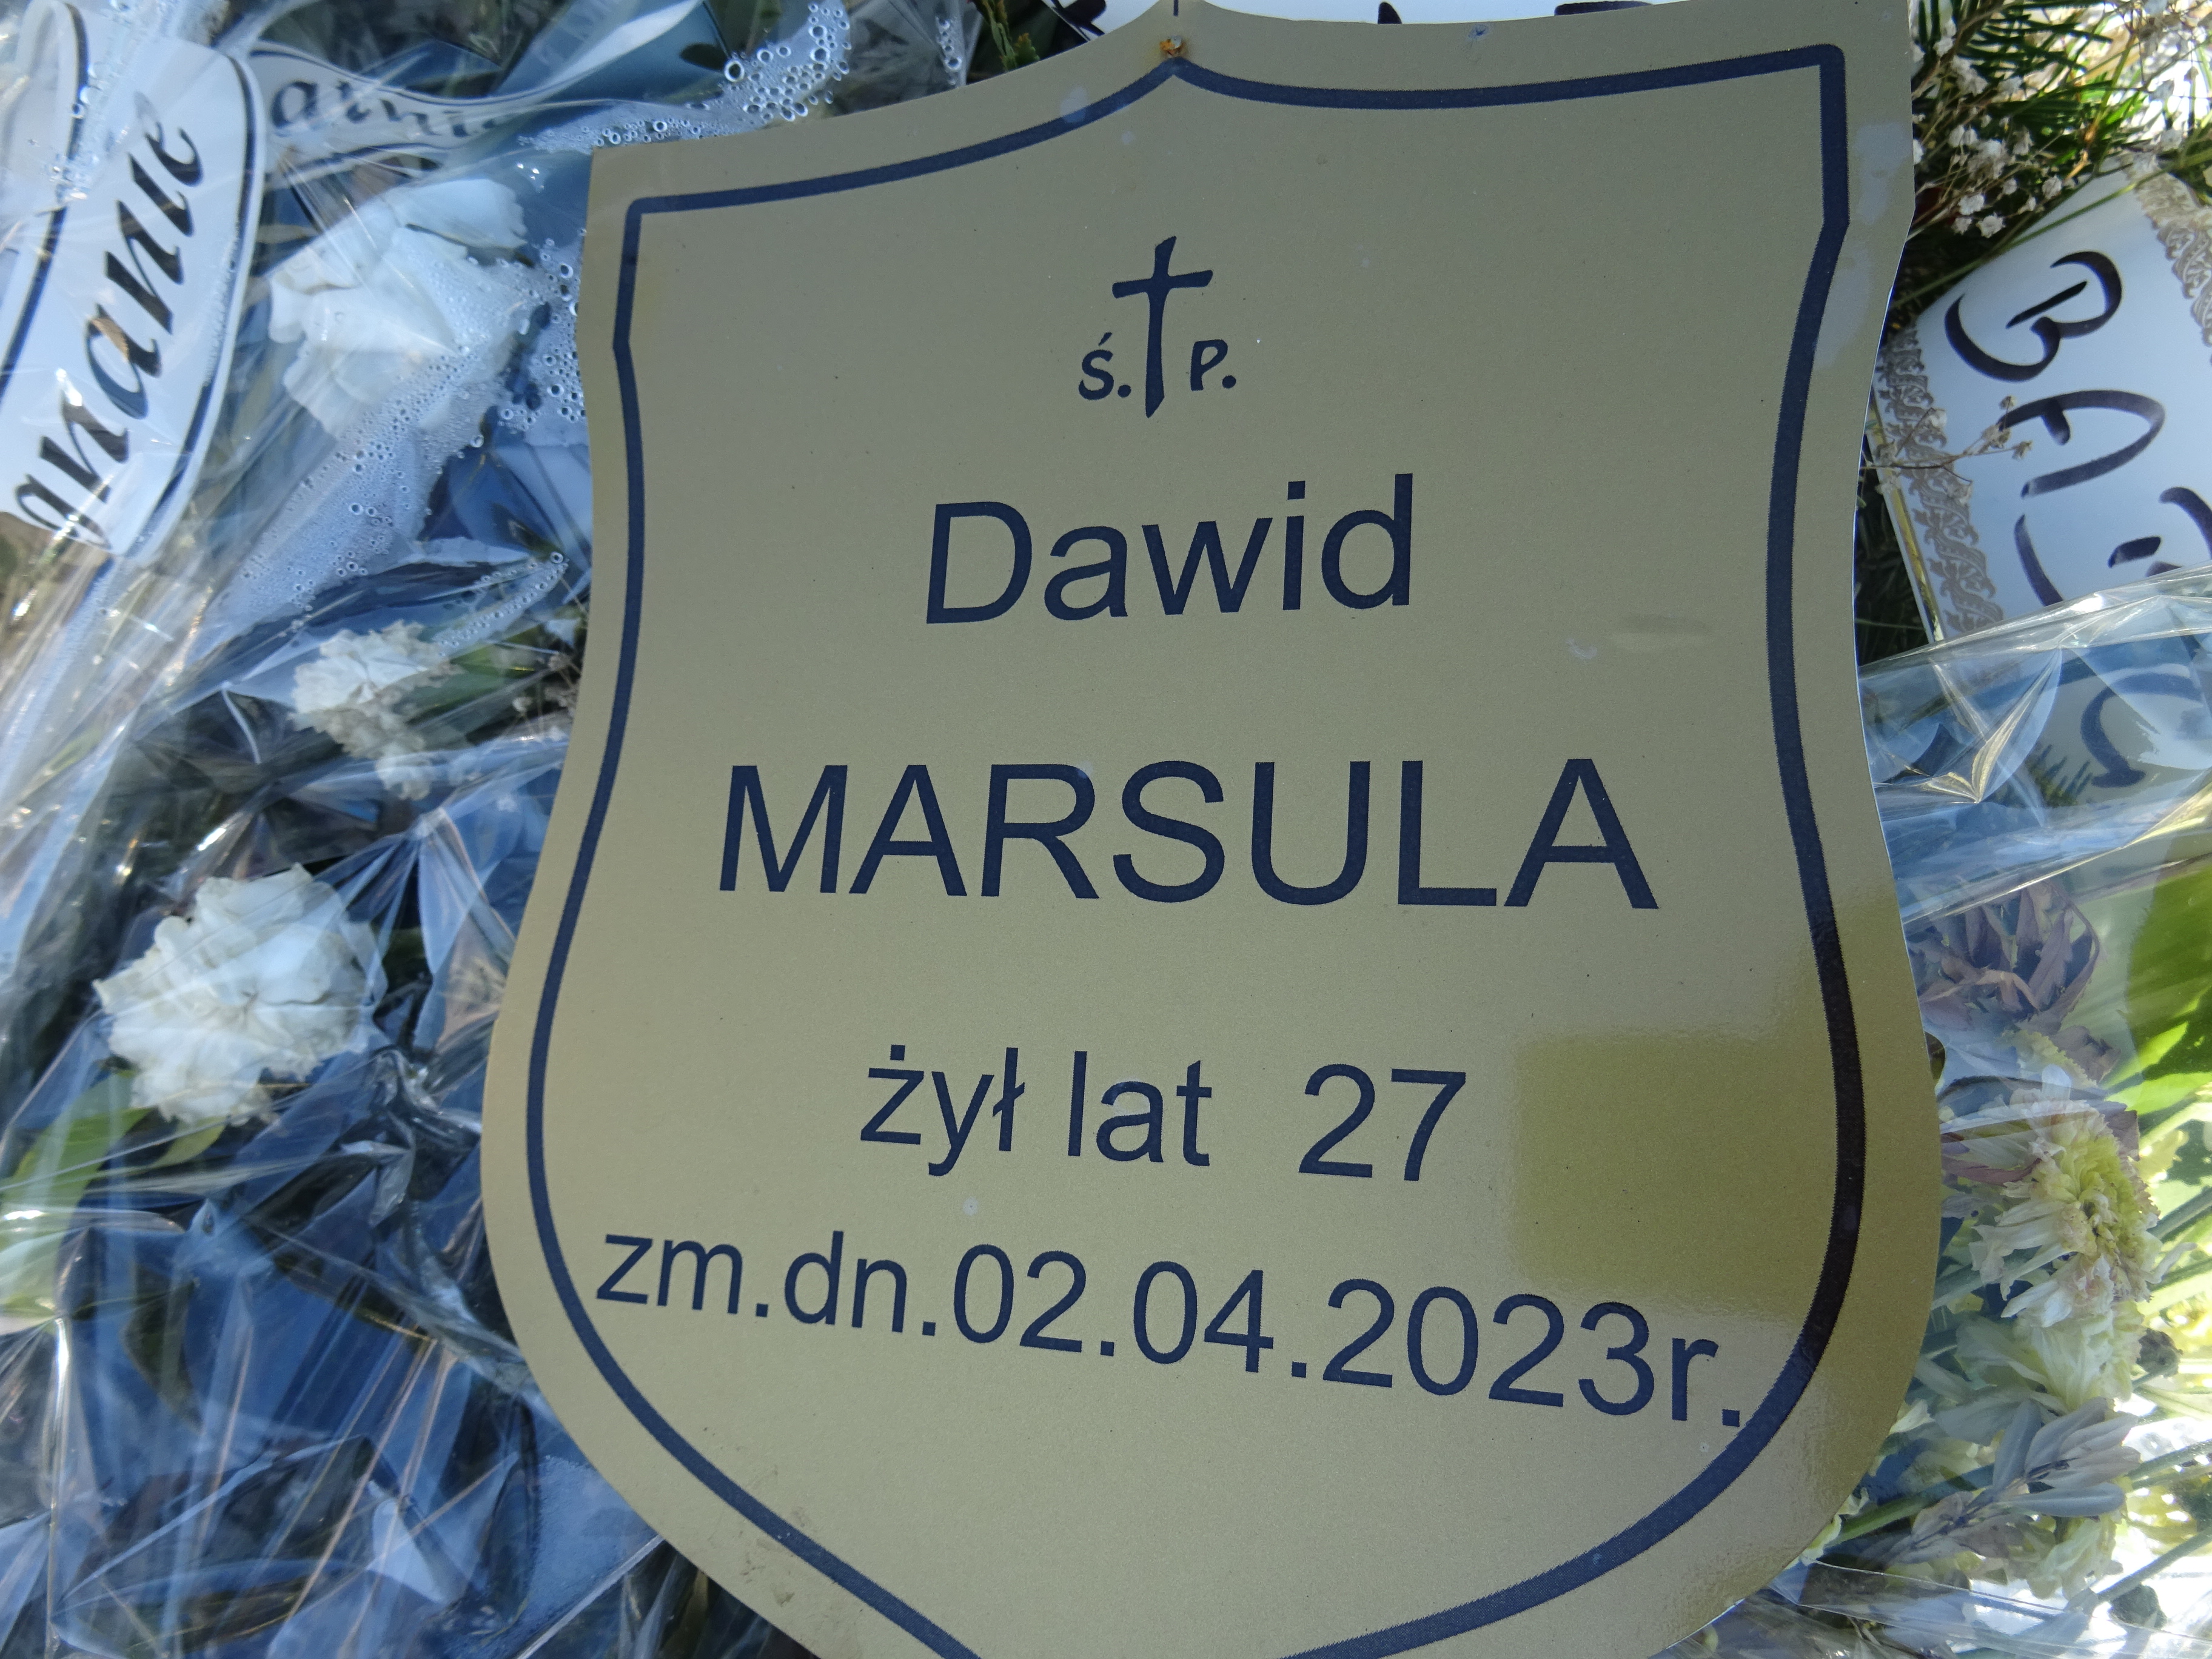 Ś. P.
Dawid
MARSULA
żył lat 27
zm.dn.02.04.2023r.